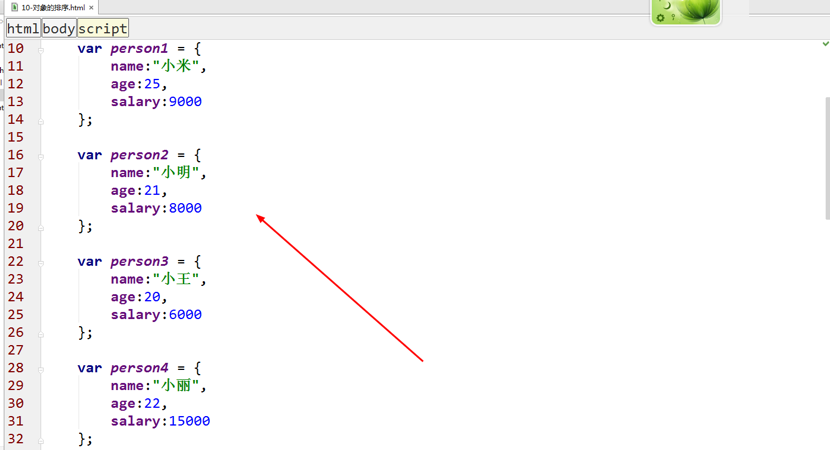 10-对象的排序.html ×
html body script
10 var person1 = {
11 name:"小米",
12 age:25,
13 salary:9000
14 };
15
16 var person2 = {
17 name:"小明",
18 age:21,
19 salary:8000
20 };
21
22 var person3 = {
23 name:"小王",
24 age:20,
25 salary:6000
26 };
27
28 var person4 = {
29 name:"小丽",
30 age:22,
31 salary:15000
32 };